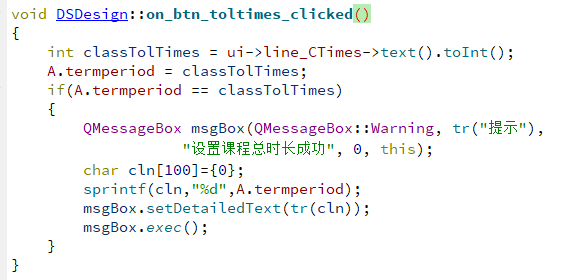 void DSDesign::on_btn_toltimes_clicked()
{
    int classTolTimes = ui->line_CTimes->text().toInt();
    A.termperiod = classTolTimes;
    if(A.termperiod == classTolTimes)
    {
        QMessageBox msgBox(QMessageBox::Warning, tr("提示"),
                "设置课程总时长成功", 0, this);
        char cln[100]={0};
        sprintf(cln,"%d",A.termperiod);
        msgBox.setDetailedText(tr(cln));
        msgBox.exec();
    }
}